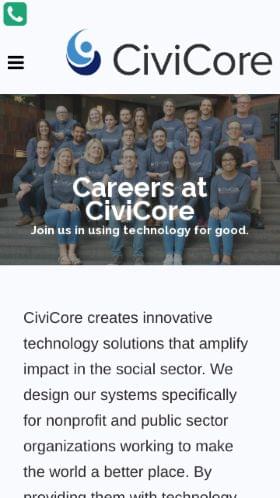 CiviCore
Careers at
CiviCore
Join us in using technology for good.
CiviCore creates innovative
technology solutions that amplify
impact in the social sector. We
design our systems specifically
for nonprofit and public sector
organizations working to make
the world a better place. By
providing them with technology